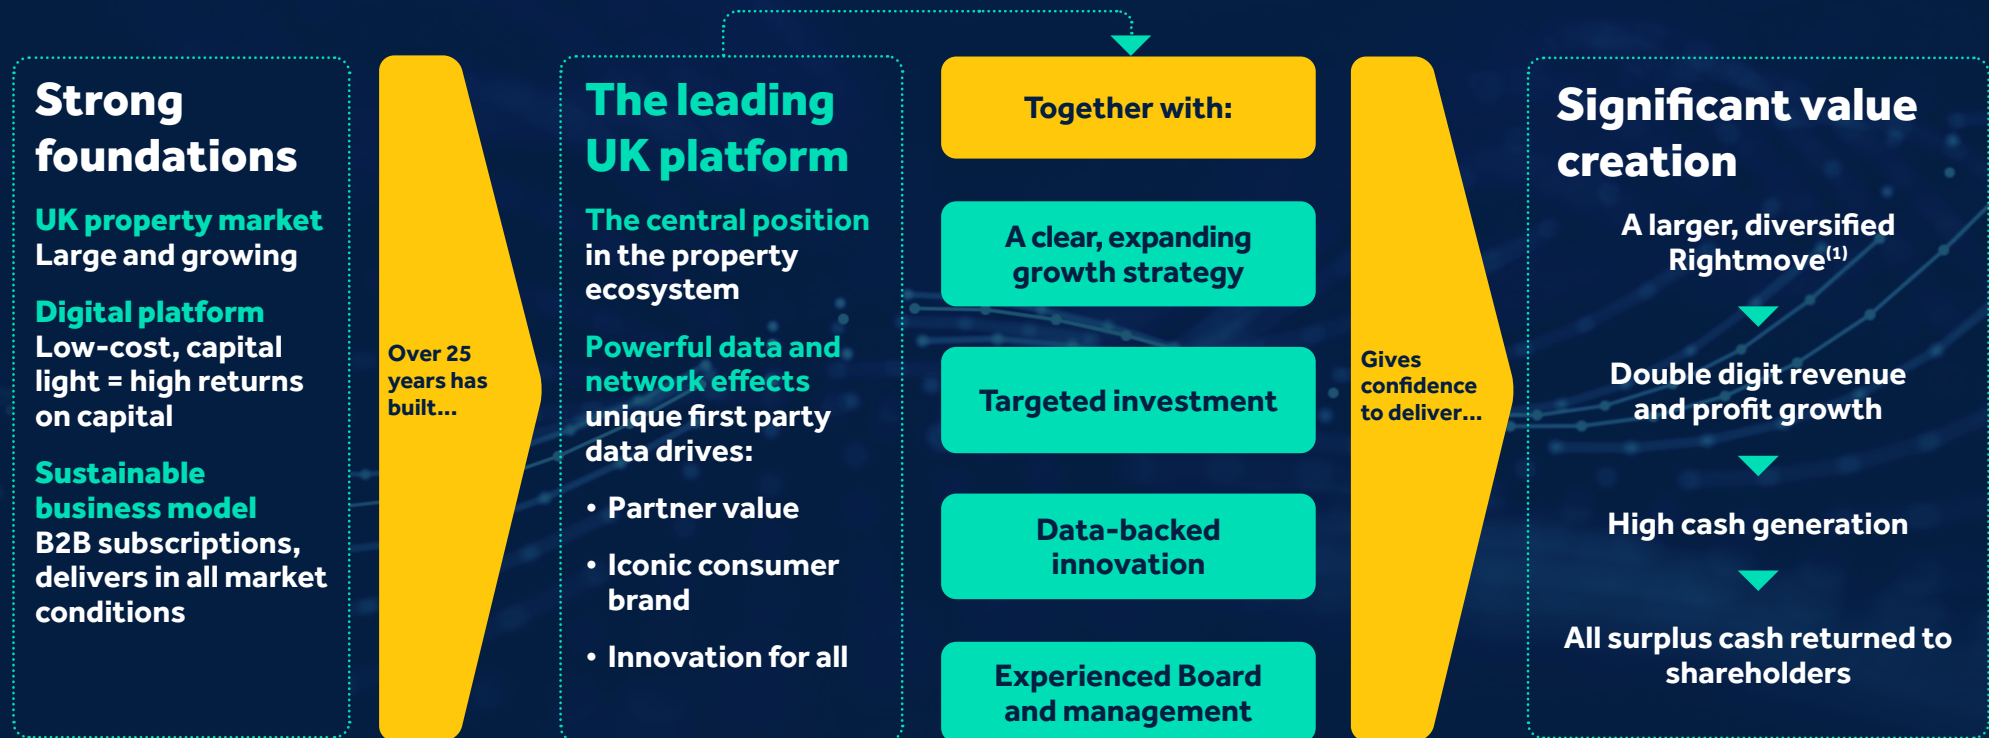 Strong
foundations
UK property market
Large and growing
Digital platform
Low-cost, capital
light = high returns
on capital
Sustainable
business model
B2B subscriptions,
delivers in all market
conditions
Over 25
years has
built...
The leading
UK platform
The central position
in the property
ecosystem
Powerful data and
network effects
unique first party
data drives:
• Partner value
• Iconic consumer
brand
• Innovation for all
Together with:
A clear, expanding
growth strategy
Targeted investment
Data-backed
innovation
Experienced Board
and management
Gives
confidence
to deliver...
Significant value
creation
A larger, diversified
Rightmove(1)
Double digit revenue
and profit growth
High cash generation
All surplus cash returned to
shareholders